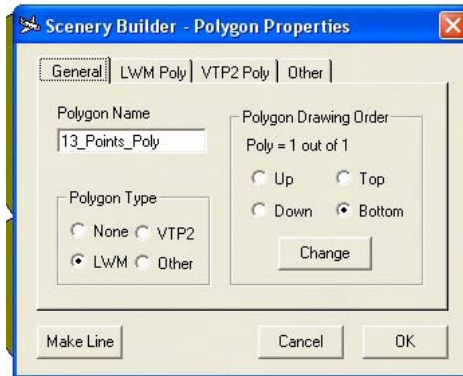 Scenery Builder - Polygon Properties
General LWM Poly VTP2 Poly Other
Polygon Name
13_Points_Poly
Polygon Type
None VTP2
LWM Other
Polygon Drawing Order
Poly = 1 out of 1
Up Top
Down Bottom
Change
Make Line Cancel OK